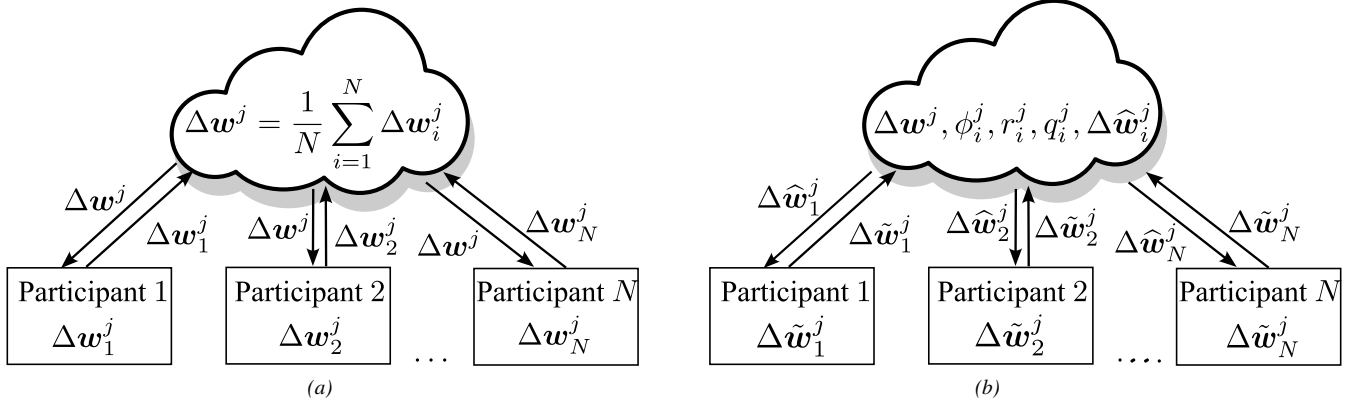 Δw^j = 1/N ∑_{i=1}^{N} Δw_i^j
Δw^j
Δw_1^j
Δw^j
Δw_2^j
Δw^j
Δw_N^j
Participant 1
Δw_1^j
Participant 2
Δw_2^j
...
Participant N
Δw_N^j
(a)
Δw^j, ϕ_i^j, r_i^j, q_i^j, Δŵ_i^j
Δŵ_1^j
Δw̃_1^j
Δŵ_2^j
Δw̃_2^j
Δŵ_N^j
Δw̃_N^j
Participant 1
Δw̃_1^j
Participant 2
Δw̃_2^j
....
Participant N
Δw̃_N^j
(b)